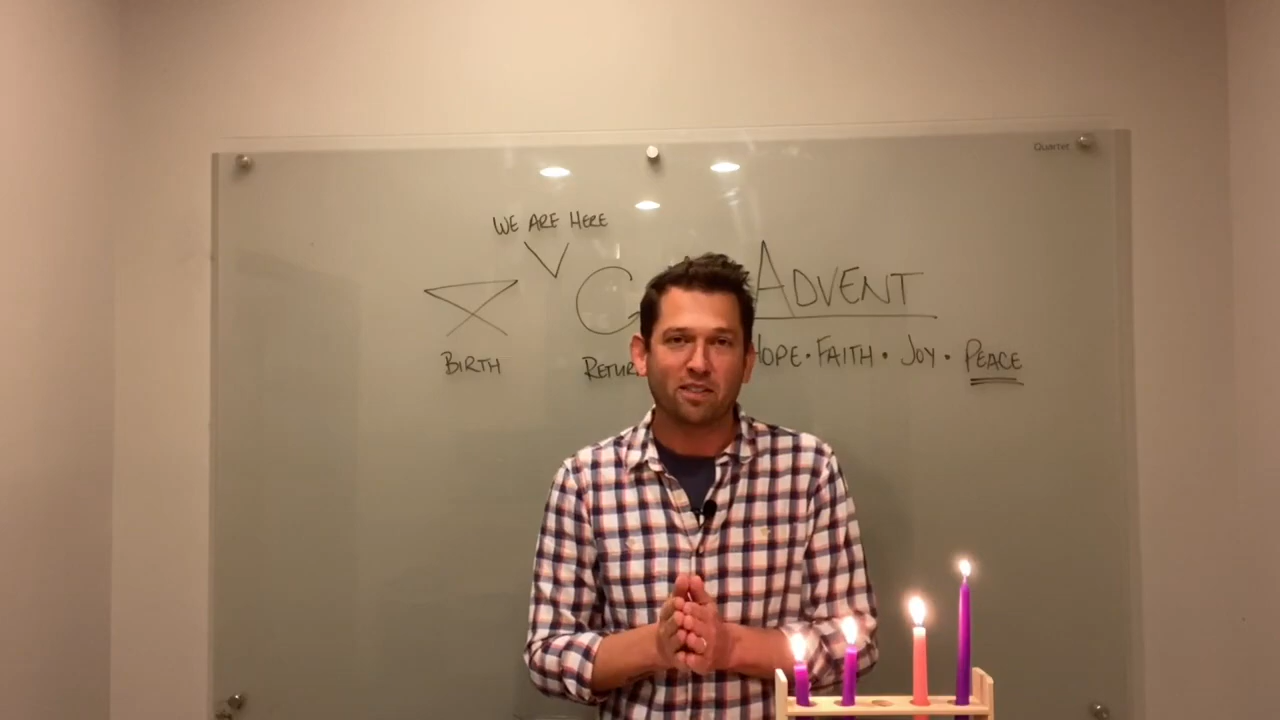 Quartet
WE ARE HERE
ADVENT
HOPE • FAITH • JOY • PEACE
BIRTH